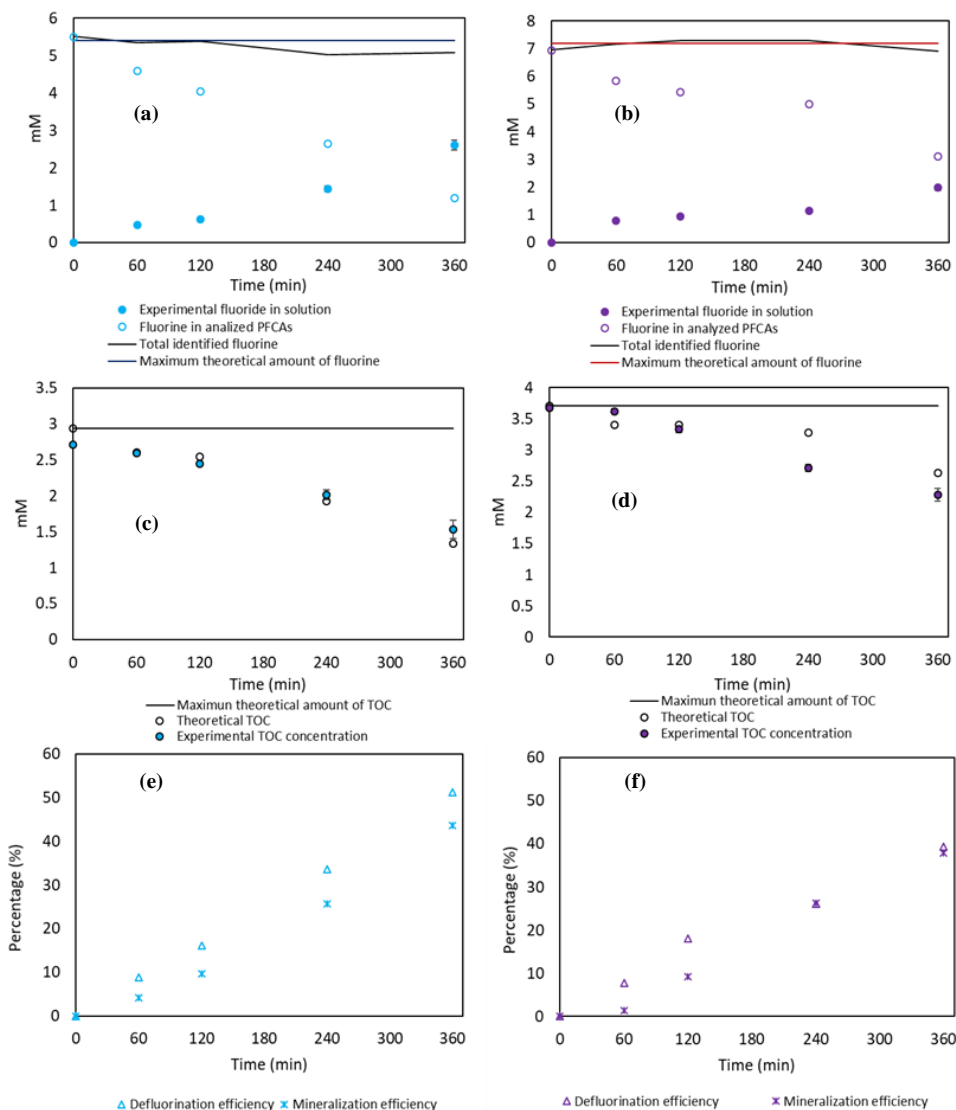 6
5
4
3
2
1
0
mM
(a)
0 60 120 180 240 300 360
Time (min)
Experimental fluoride in solution
Fluorine in analized PFCAs
Total identified fluorine
Maximum theoretical amount of fluorine
8
7
6
5
4
3
2
1
0
mM
(b)
0 60 120 180 240 300 360
Time (min)
Experimental fluoride in solution
Fluorine in analyzed PFCAs
Total identified fluorine
Maximum theoretical amount of fluorine
3.5
3
2.5
2
1.5
1
0.5
0
mM
(c)
0 60 120 180 240 300 360
Time (min)
Maximun theoretical amount of TOC
Theoretical TOC
Experimental TOC concentration
4
3.5
3
2.5
2
1.5
1
0.5
0
mM
(d)
0 60 120 180 240 300 360
Time (min)
Maximum theoretical amount of TOC
Theoretical TOC
Experimental TOC concentration
60
50
40
30
20
10
0
Percentage (%)
(e)
0 60 120 180 240 300 360
Time (min)
Defluorination efficiency Mineralization efficiency
60
50
40
30
20
10
0
Percentage (%)
(f)
0 60 120 180 240 300 360
Time (min)
Defluorination efficiency Mineralization efficiency